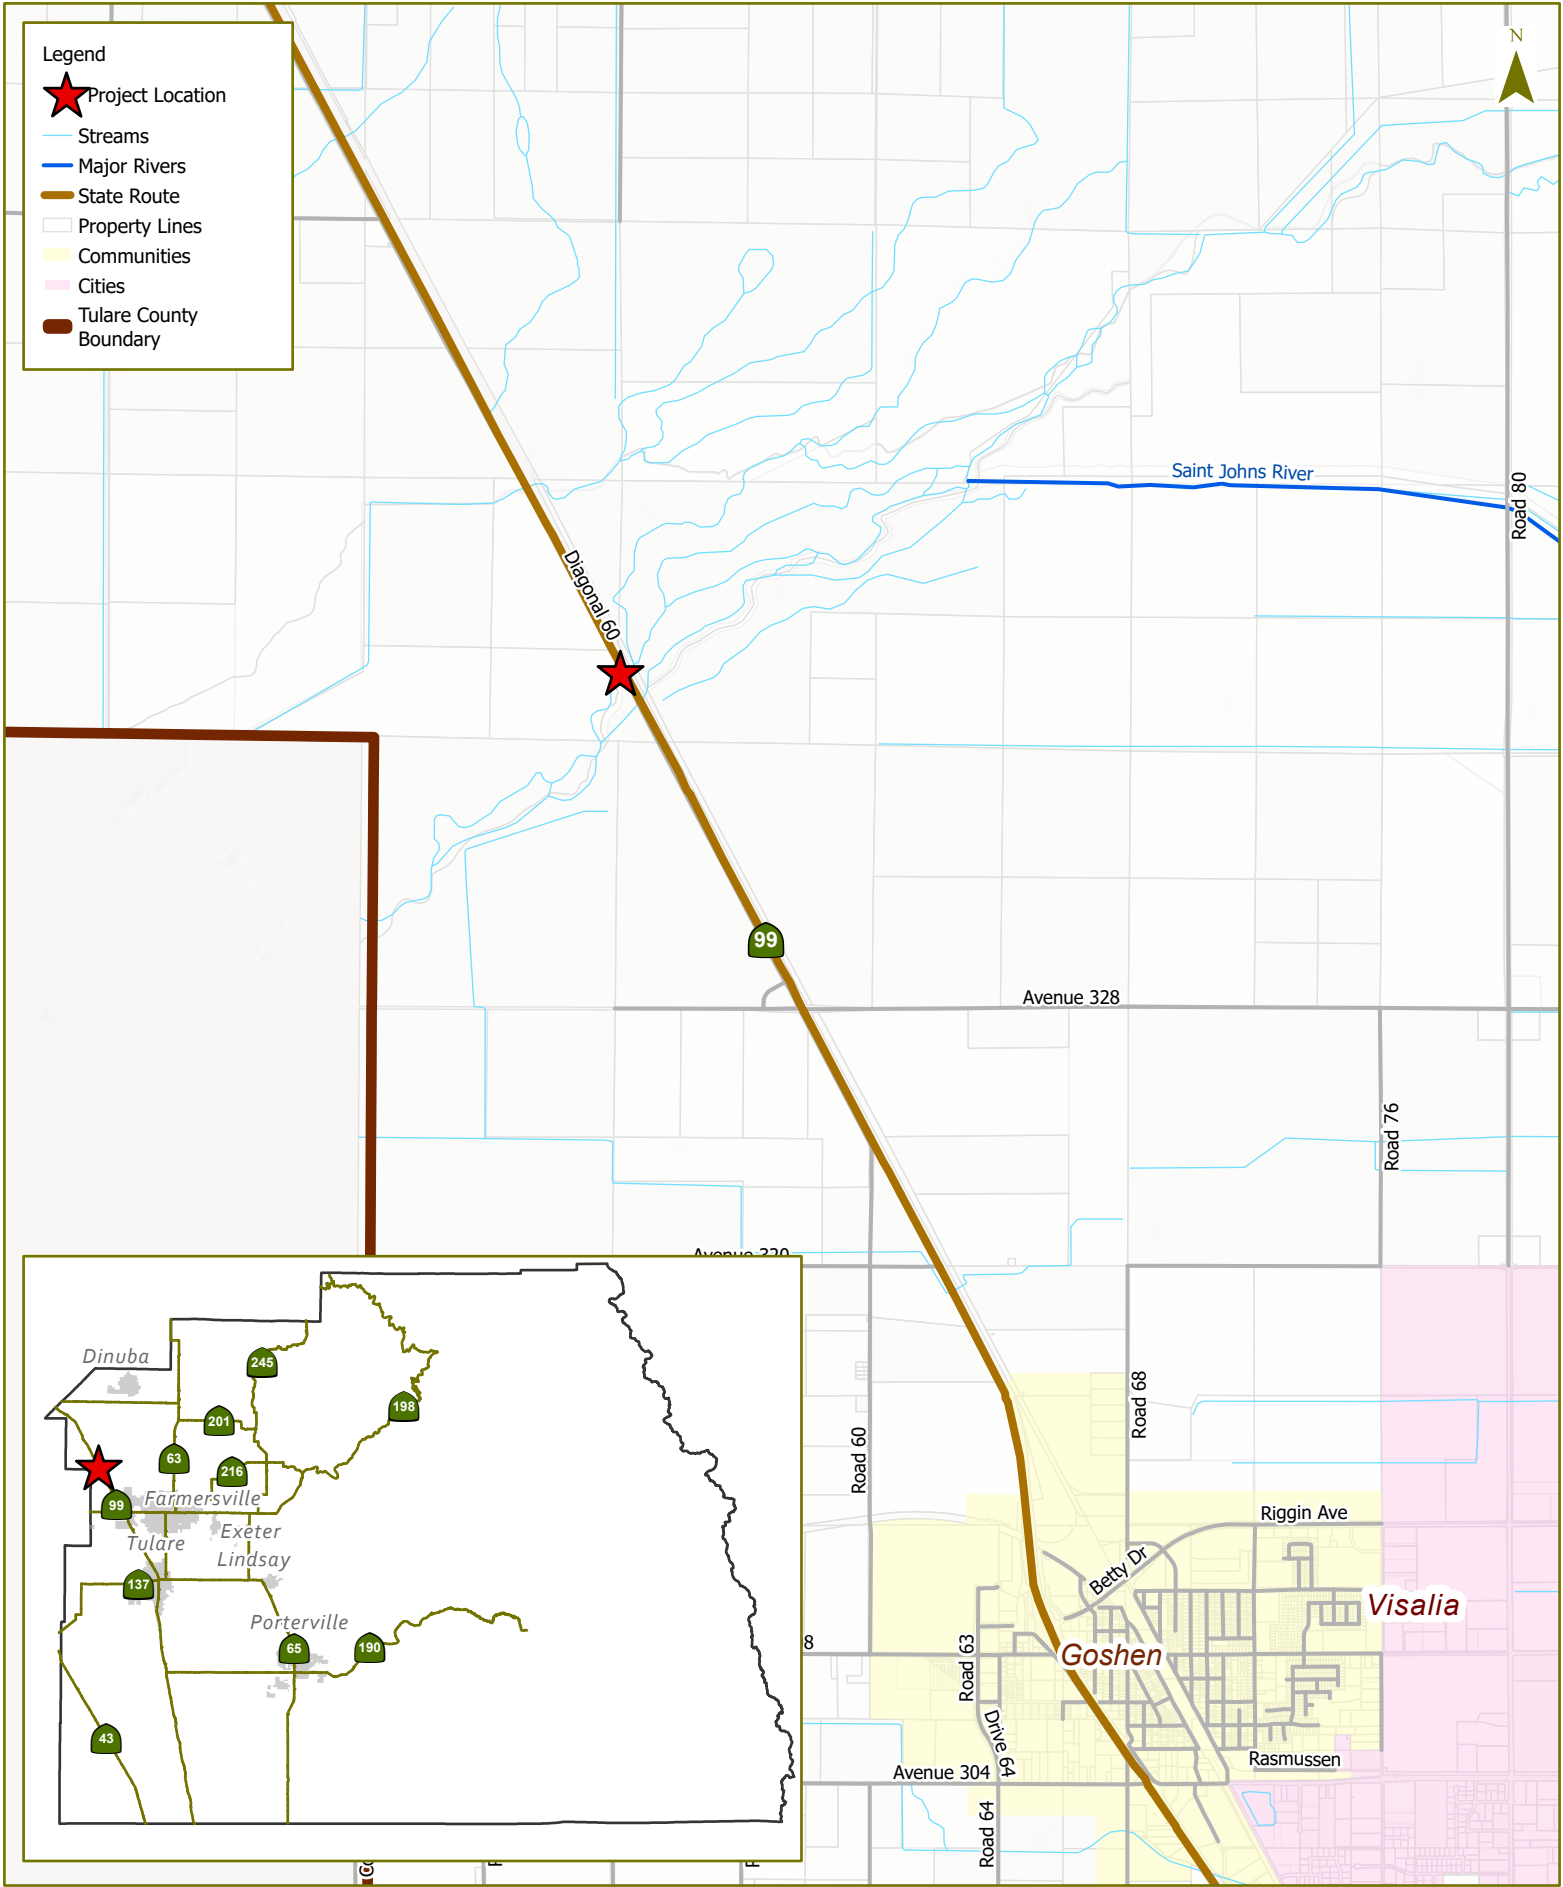 Legend
Project Location
Streams
Major Rivers
State Route
Property Lines
Communities
Cities
Tulare County
Boundary
N
Saint Johns River
Road 80
Diagonal 60
99
Avenue 328
Road 76
Avenue 320
Road 68
Road 60
Riggin Ave
Betty Dr
Visalia
Goshen
8
Road 63
Drive 64
Rasmussen
Avenue 304
Road 64
Dinuba
245
198
201
63
216
99
Farmersville
Exeter
Tulare
Lindsay
137
Porterville
65
190
43